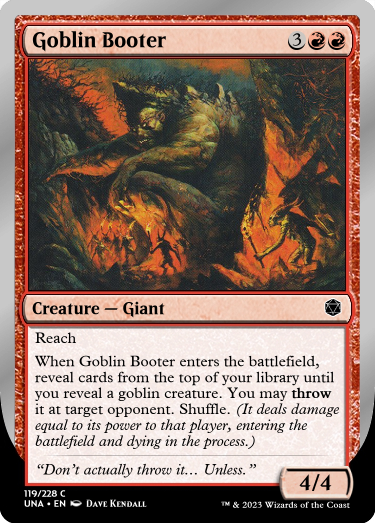 Goblin Booter 3
Creature — Giant
Reach
When Goblin Booter enters the battlefield,
reveal cards from the top of your library until
you reveal a goblin creature. You may throw
it at target opponent. Shuffle. (It deals damage
equal to its power to that player, entering the
battlefield and dying in the process.)
“Don’t actually throw it… Unless.”
4/4
119/228 C
UNA • EN Dave Kendall
™ & © 2023 Wizards of the Coast